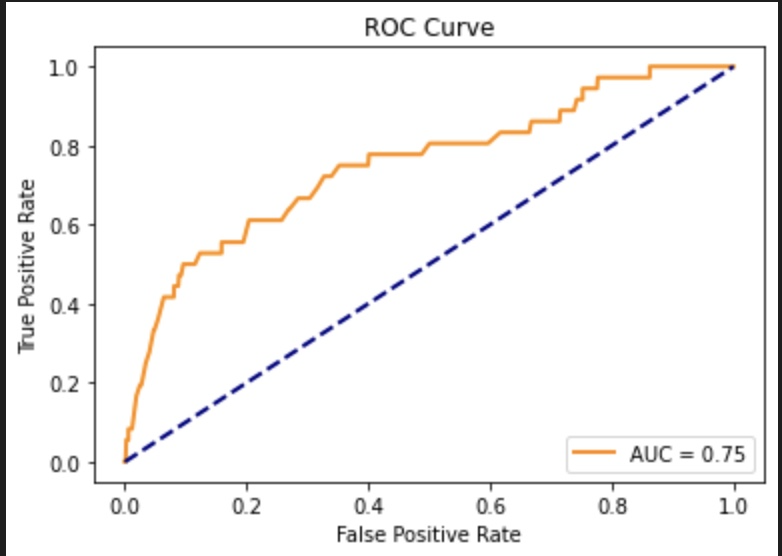 ROC Curve
1.0
0.8
0.6
0.4
0.2
0.0
True Positive Rate
0.0 0.2 0.4 0.6 0.8 1.0
False Positive Rate
AUC = 0.75